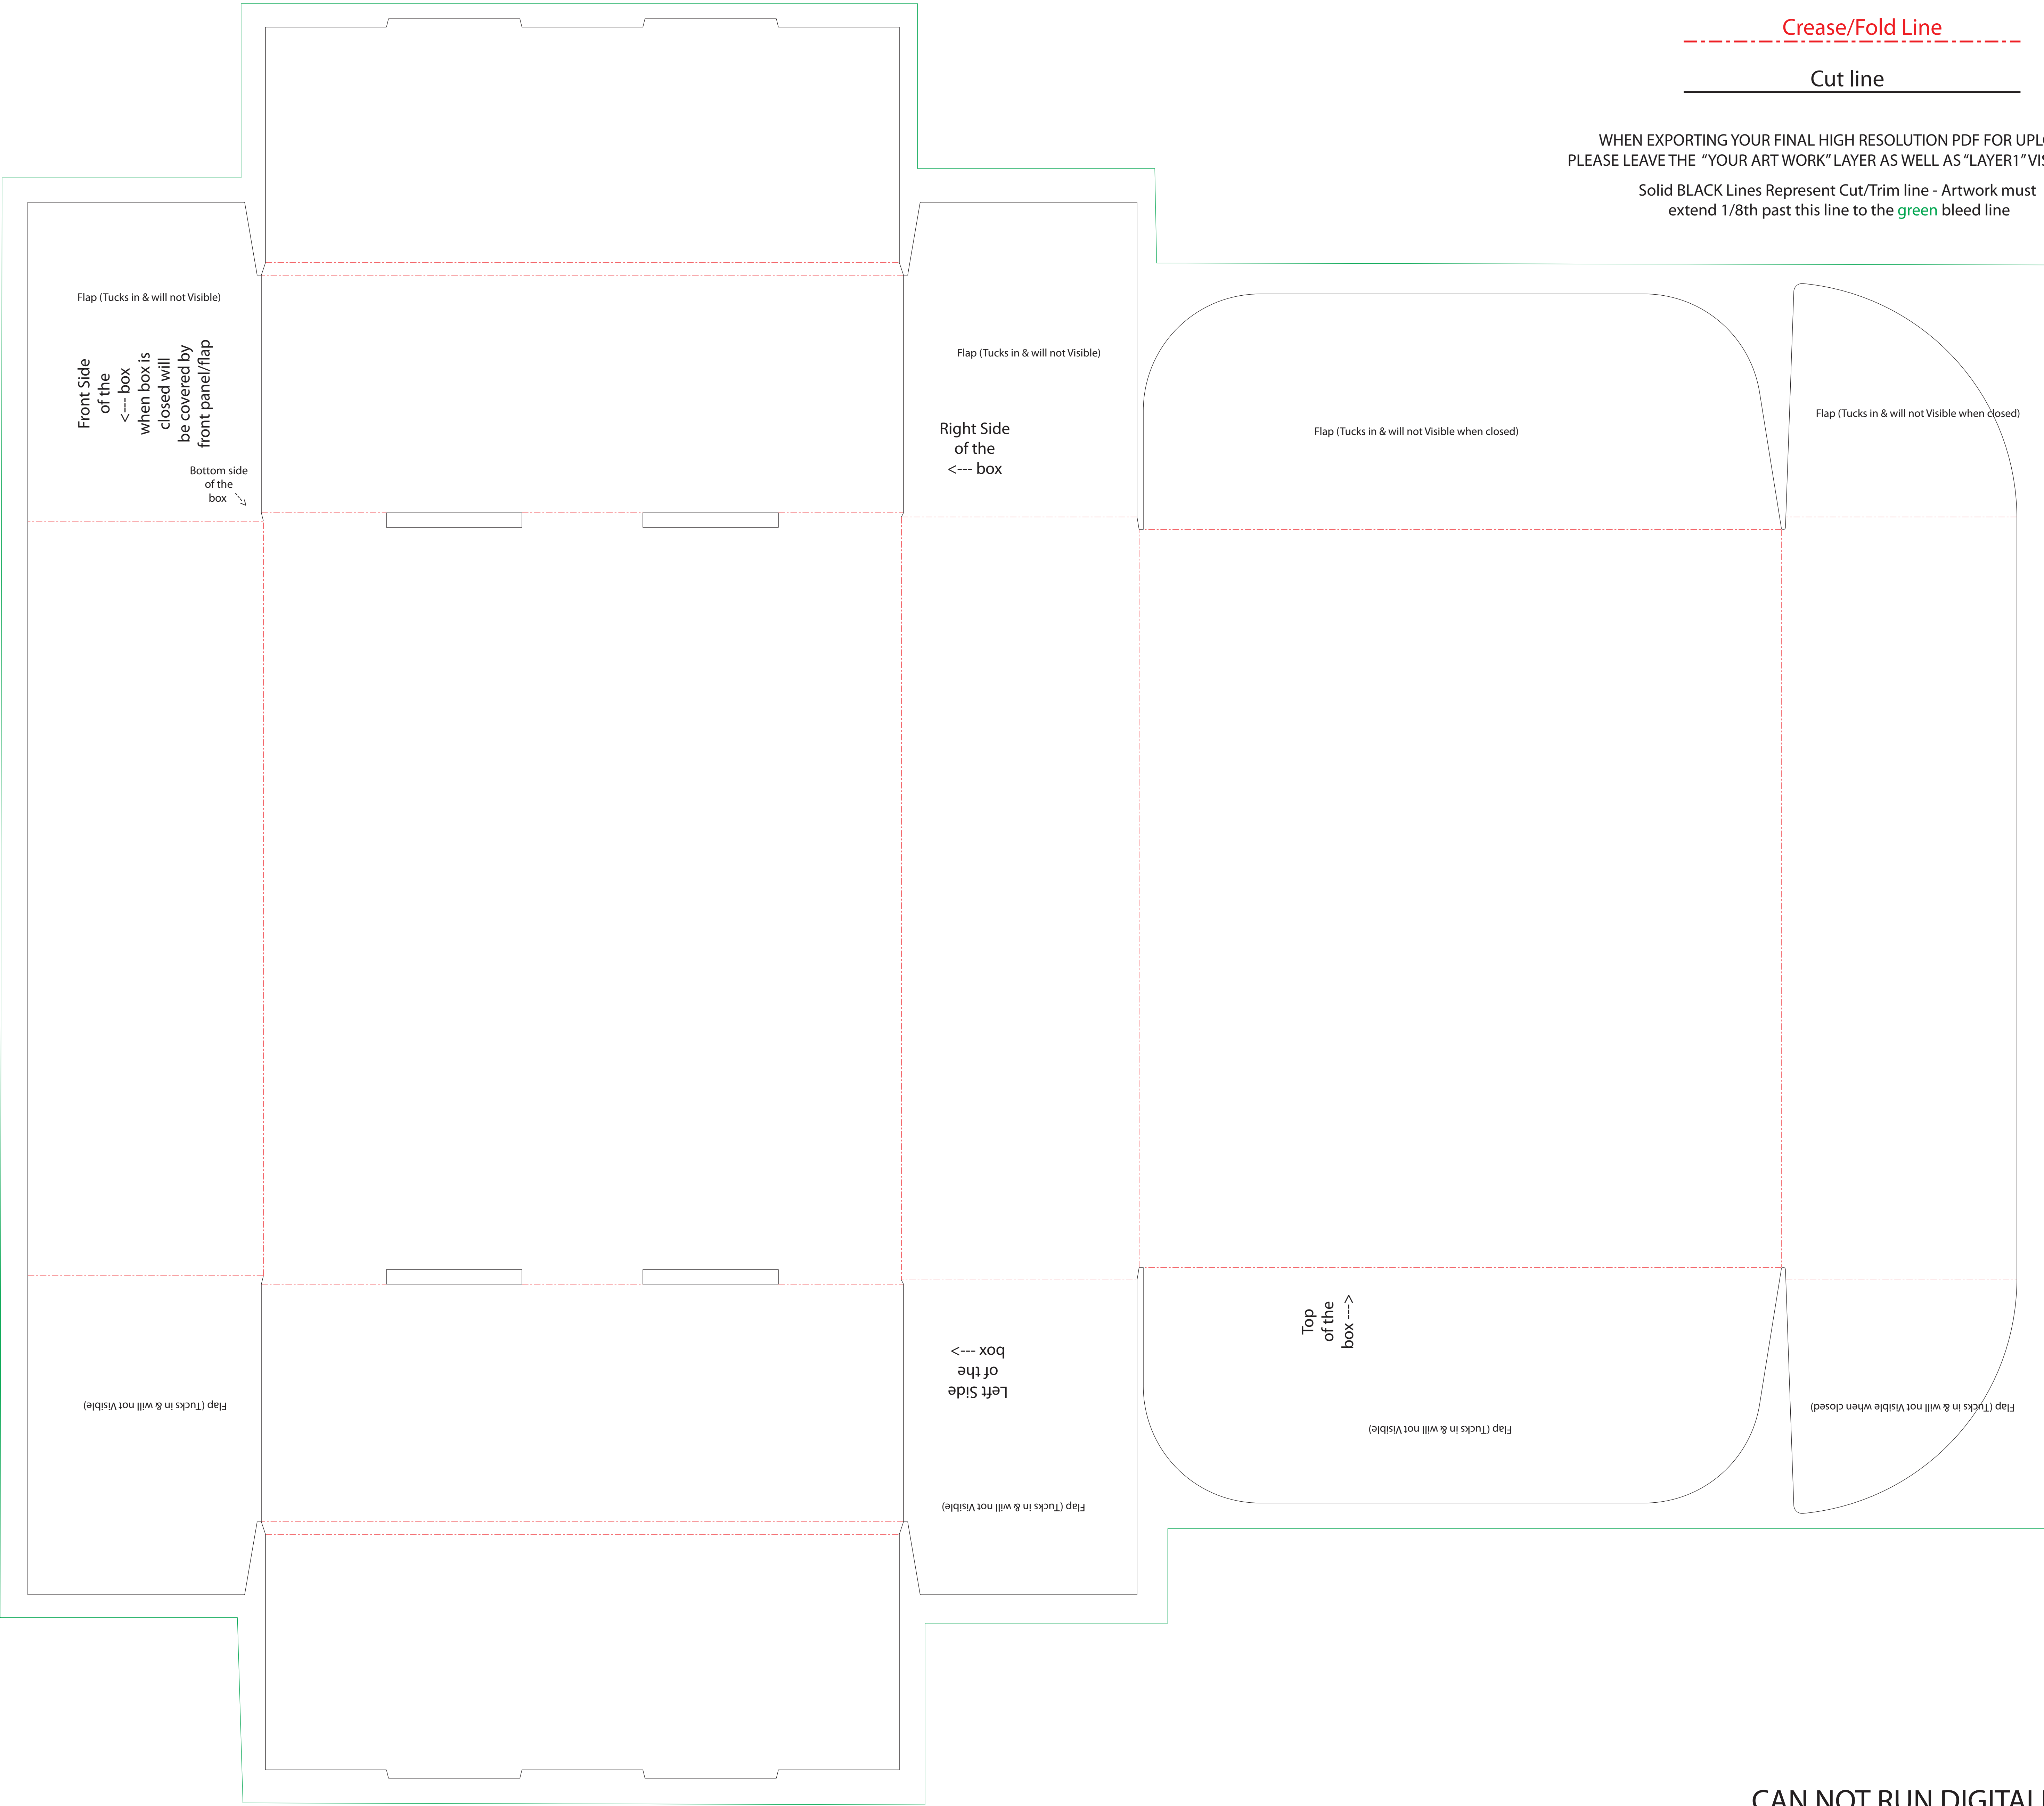 Crease/Fold Line
Cut line
WHEN EXPORTING YOUR FINAL HIGH RESOLUTION PDF FOR
PLEASE LEAVE THE “YOUR ART WORK” LAYER AS WELL AS “LAYER1”
Solid BLACK Lines Represent Cut/Trim line - Artwork must
extend 1/8th past this line to the green bleed line
Flap (Tucks in & will not Visible)
Front Side
of the
<--- box
when box is
closed will
be covered by
front panel/flap
Bottom side
of the
box
Flap (Tucks in & will not Visible)
Right Side
of the
<--- box
Flap (Tucks in & will not Visible when closed)
Flap (Tucks in & will not Visible when closed)
Flap (Tucks in & will not Visible)
Left Side
of the
box --->
Flap (Tucks in & will not Visible)
Top
of the
box --->
Flap (Tucks in & will not Visible)
Flap (Tucks in & will not Visible when closed)
CAN NOT RUN